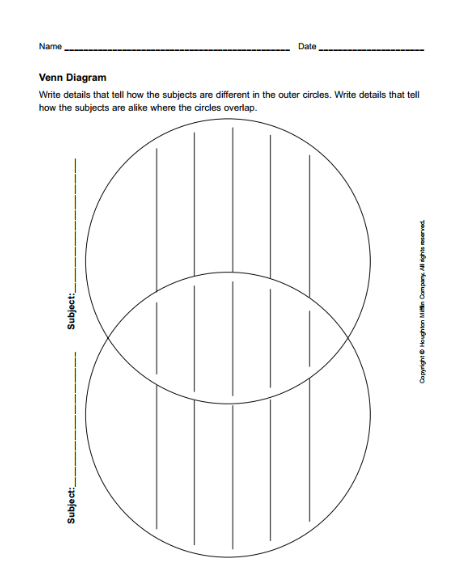 Name Date
Venn Diagram
Write details that tell how the subjects are different in the outer circles. Write details that tell
how the subjects are alike where the circles overlap.
Subject:
Subject:
Copyright © Houghton Mifflin Company. All rights reserved.